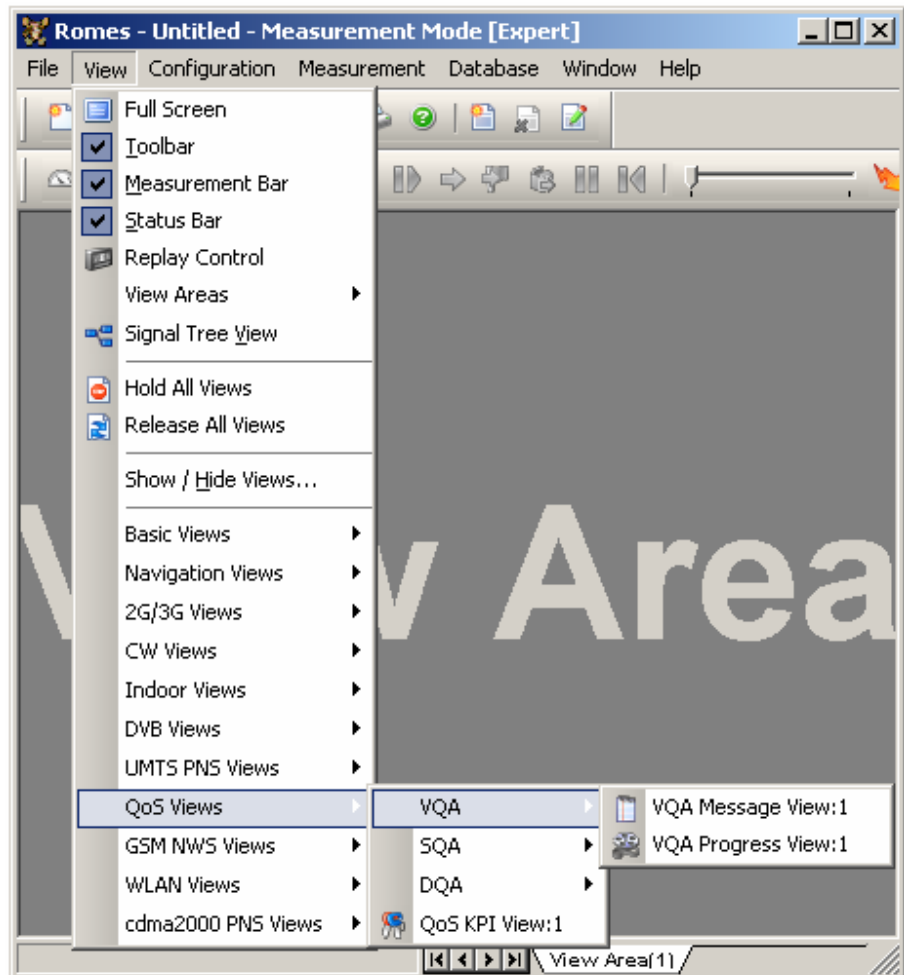 Romes - Untitled - Measurement Mode [Expert]
File View Configuration Measurement Database Window Help
Full Screen
Toolbar
Measurement Bar
Status Bar
Replay Control
View Areas
Signal Tree View
Hold All Views
Release All Views
Show / Hide Views...
Basic Views
Navigation Views
2G/3G Views
CW Views
Indoor Views
DVB Views
UMTS PNS Views
QoS Views
GSM NWS Views
WLAN Views
cdma2000 PNS Views
VQA
SQA
DQA
QoS KPI View:1
VQA Message View:1
VQA Progress View:1
w Area
View Area(1)